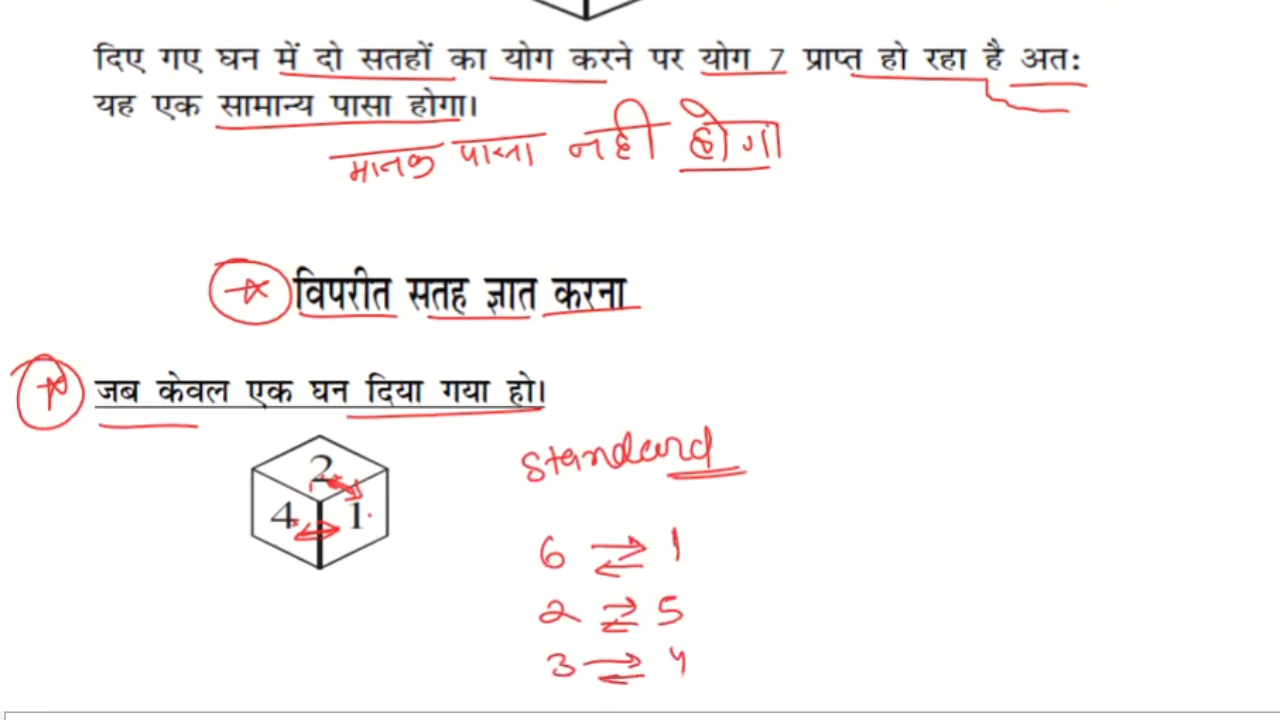 दिए गए घन में दो सतहों का योग करने पर योग 7 प्राप्त हो रहा है अतः
यह एक सामान्य पासा होगा।
मानक पासा नही होगा
विपरीत सतह ज्ञात करना
जब केवल एक घन दिया गया हो।
2
4 1
Standard
6 ⇄ 1
2 ⇄ 5
3 ⇄ 4